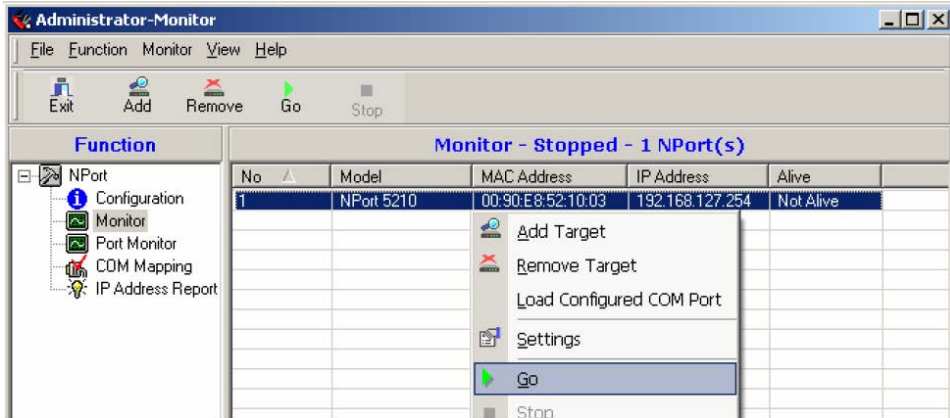 Administrator-Monitor
File Function Monitor View Help
Exit Add Remove Go Stop
Function
Monitor - Stopped - 1 NPort(s)
NPort
Configuration
Monitor
Port Monitor
COM Mapping
IP Address Report
No Model MAC Address IP Address Alive
1 NPort 5210 00:90:E8:52:10:03 192.168.127.254 Not Alive
Add Target
Remove Target
Load Configured COM Port
Settings
Go
Stop